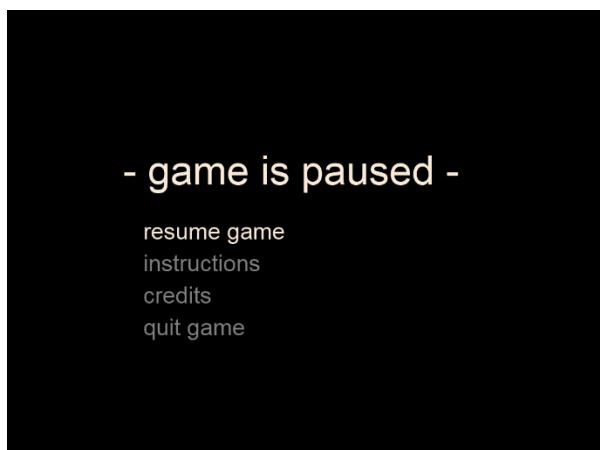 - game is paused -
resume game
instructions
credits
quit game